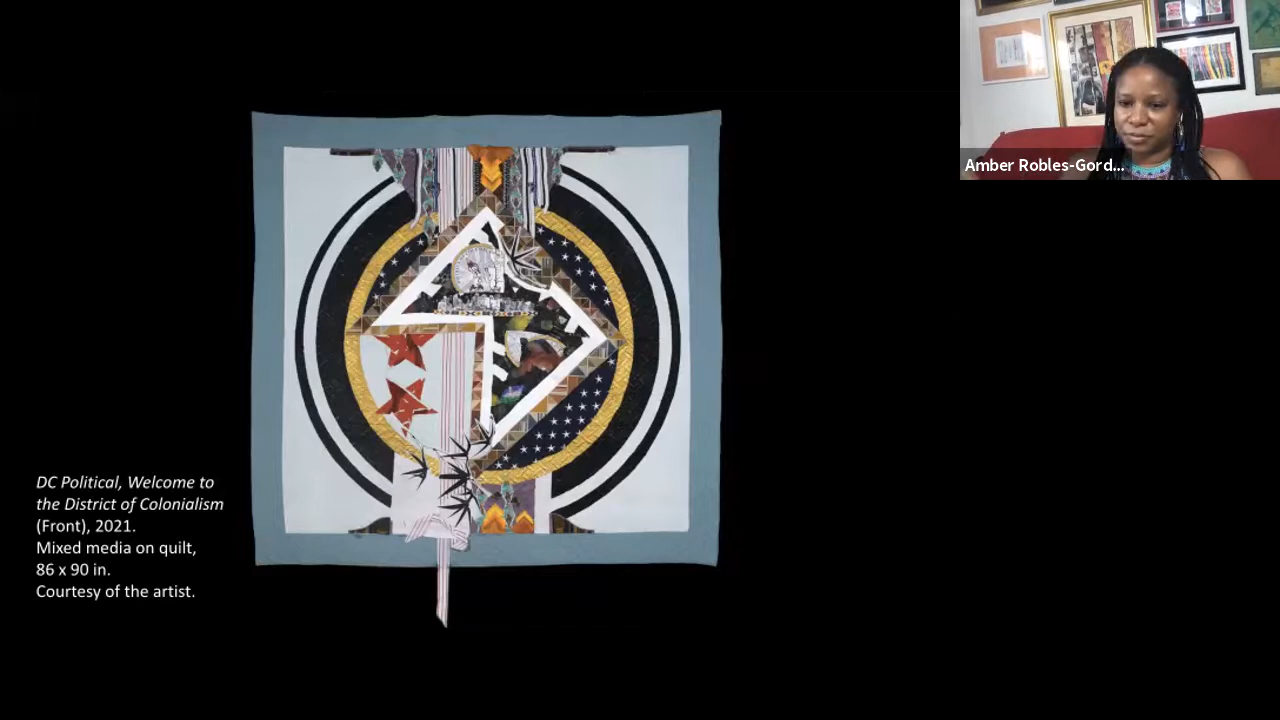 Amber Robles-Gord...
DC Political, Welcome to
the District of Colonialism
(Front), 2021.
Mixed media on quilt,
86 x 90 in.
Courtesy of the artist.